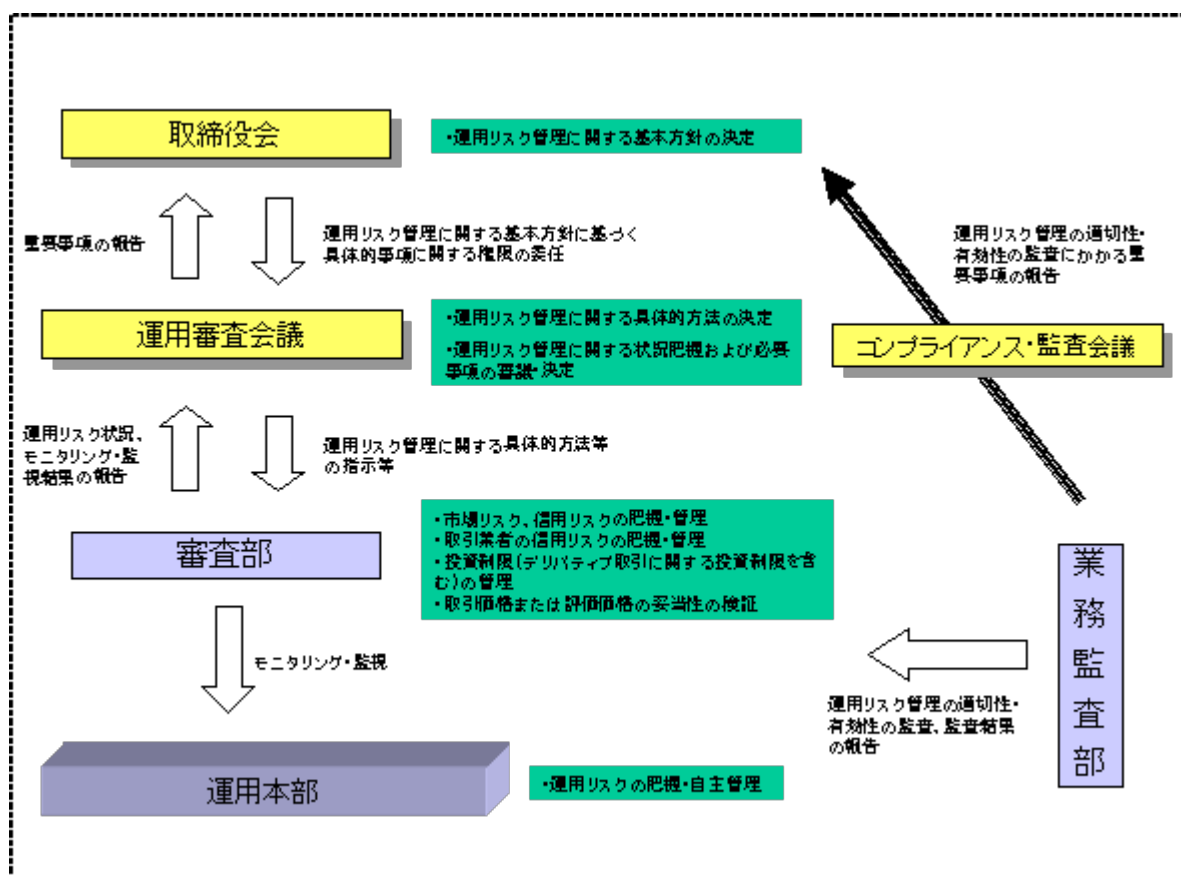 取締役会
・運用リスク管理に関する基本方針の決定
重要事項の報告
運用リスク管理に関する基本方針に基づく
具体的事項に関する権限の委任
運用リスク管理の適切性・
有効性の監査にかかる重
要事項の報告
運用審査会議
・運用リスク管理に関する具体的方法の決定
・運用リスク管理に関する状況把握および必要
事項の審議・決定
コンプライアンス・監査会議
運用リスク状況、
モニタリング・監
視結果の報告
運用リスク管理に関する具体的方法等
の指示等
審査部
・市場リスク、信用リスクの把握・管理
・取引業者の信用リスクの把握・管理
・投資制限(デリバティブ取引に関する投資制限を含
む)の管理
・取引価格または評価価格の妥当性の検証
業務監査部
モニタリング・監視
運用リスク管理の適切性・
有効性の監査、監査結果
の報告
運用本部
・運用リスクの把握・自主管理